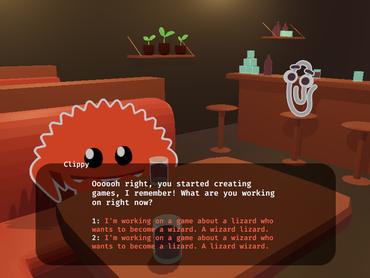 Clippy
Oooooh right, you started creating
games, I remember! What are you working
on right now?
1: I'm working on a game about a lizard who
wants to become a wizard. A wizard lizard.
2: I'm working on a game about a wizard who
wants to become a lizard. A lizard wizard.